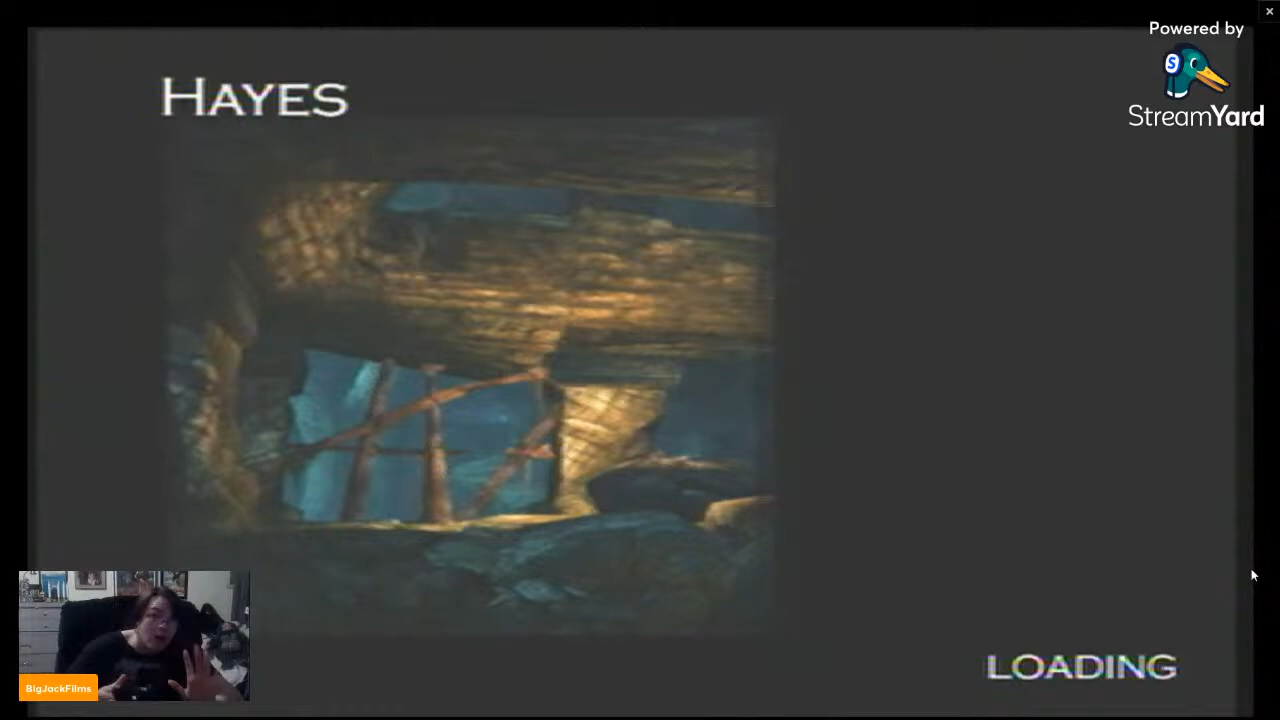 Powered by
S
StreamYard
HAYES
BigJackFilms
LOADING